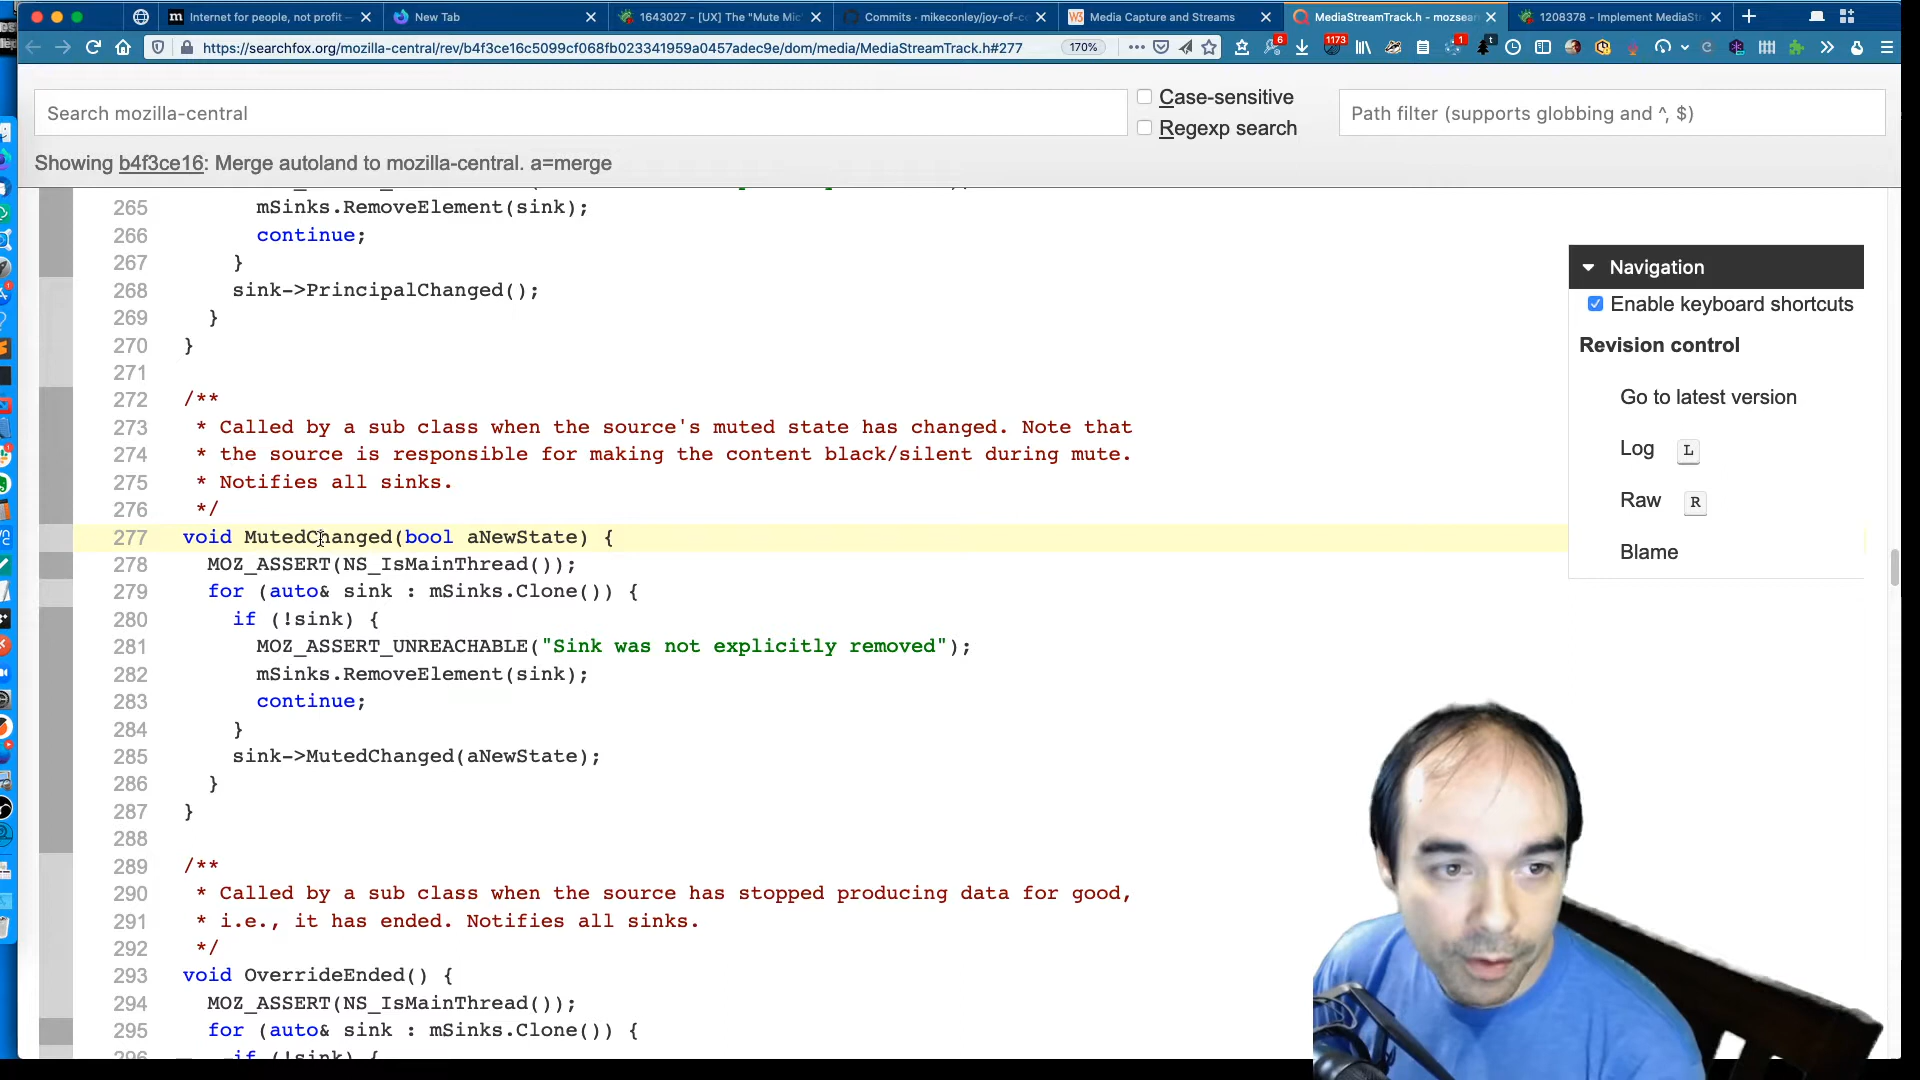 Internet for people, not profit —
New Tab
1643027 - [UX] The "Mute Mic
Commits · mikeconley/joy-of-co
Media Capture and Streams
MediaStreamTrack.h - mozsear
1208378 - Implement MediaSt
https://searchfox.org/mozilla-central/rev/b4f3ce16c5099cf068fb023341959a0457adec9e/dom/media/MediaStreamTrack.h#277
170%
6
1173
1
t
Search mozilla-central
Case-sensitive
Regexp search
Path filter (supports globbing and ^, $)
Showing b4f3ce16: Merge autoland to mozilla-central. a=merge
265 mSinks.RemoveElement(sink);
266 continue;
267 }
268 sink->PrincipalChanged();
269 }
270 }
271
272 /**
273 * Called by a sub class when the source's muted state has changed. Note that
274 * the source is responsible for making the content black/silent during mute.
275 * Notifies all sinks.
276 */
277 void MutedChanged(bool aNewState) {
278 MOZ_ASSERT(NS_IsMainThread());
279 for (auto& sink : mSinks.Clone()) {
280 if (!sink) {
281 MOZ_ASSERT_UNREACHABLE("Sink was not explicitly removed");
282 mSinks.RemoveElement(sink);
283 continue;
284 }
285 sink->MutedChanged(aNewState);
286 }
287 }
288
289 /**
290 * Called by a sub class when the source has stopped producing data for good,
291 * i.e., it has ended. Notifies all sinks.
292 */
293 void OverrideEnded() {
294 MOZ_ASSERT(NS_IsMainThread());
295 for (auto& sink : mSinks.Clone()) {
296 if (!sink) {
Navigation
Enable keyboard shortcuts
Revision control
Go to latest version
Log L
Raw R
Blame